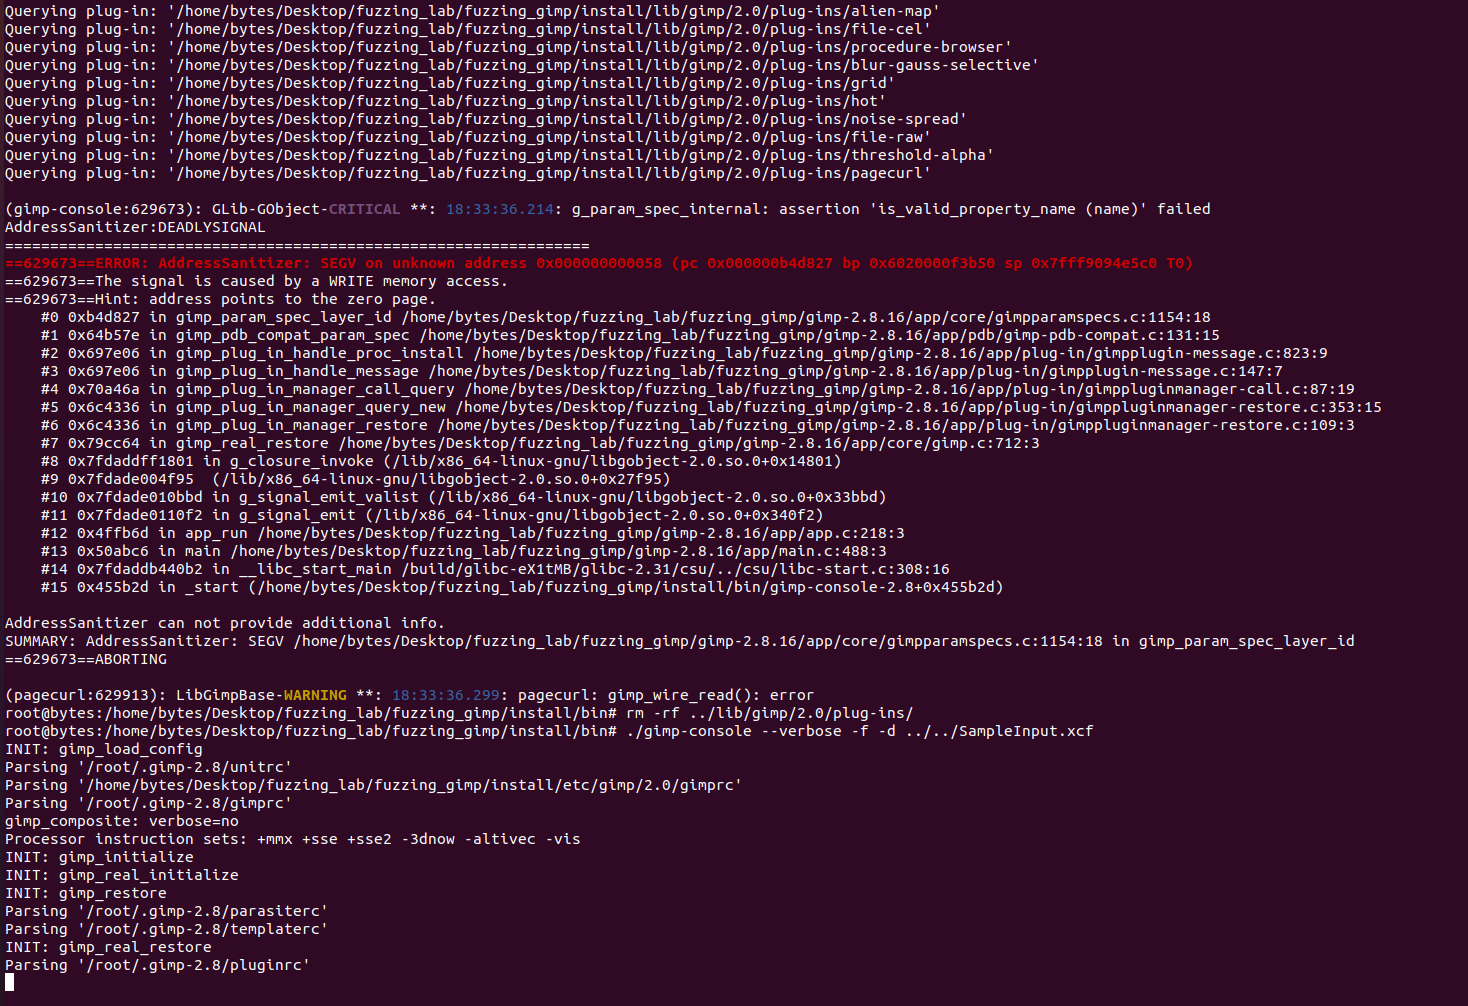 Querying plug-in: '/home/bytes/Desktop/fuzzing_lab/fuzzing_gimp/install/lib/gimp/2.0/plug-ins/alien-map'
Querying plug-in: '/home/bytes/Desktop/fuzzing_lab/fuzzing_gimp/install/lib/gimp/2.0/plug-ins/file-cel'
Querying plug-in: '/home/bytes/Desktop/fuzzing_lab/fuzzing_gimp/install/lib/gimp/2.0/plug-ins/procedure-browser'
Querying plug-in: '/home/bytes/Desktop/fuzzing_lab/fuzzing_gimp/install/lib/gimp/2.0/plug-ins/blur-gauss-selective'
Querying plug-in: '/home/bytes/Desktop/fuzzing_lab/fuzzing_gimp/install/lib/gimp/2.0/plug-ins/grid'
Querying plug-in: '/home/bytes/Desktop/fuzzing_lab/fuzzing_gimp/install/lib/gimp/2.0/plug-ins/hot'
Querying plug-in: '/home/bytes/Desktop/fuzzing_lab/fuzzing_gimp/install/lib/gimp/2.0/plug-ins/noise-spread'
Querying plug-in: '/home/bytes/Desktop/fuzzing_lab/fuzzing_gimp/install/lib/gimp/2.0/plug-ins/file-raw'
Querying plug-in: '/home/bytes/Desktop/fuzzing_lab/fuzzing_gimp/install/lib/gimp/2.0/plug-ins/threshold-alpha'
Querying plug-in: '/home/bytes/Desktop/fuzzing_lab/fuzzing_gimp/install/lib/gimp/2.0/plug-ins/pagecurl'
(gimp-console:629673): GLib-GObject-CRITICAL **: 18:33:36.214: g_param_spec_internal: assertion 'is_valid_property_name (name)' failed
AddressSanitizer:DEADLYSIGNAL
=================================================================
==629673==ERROR: AddressSanitizer: SEGV on unknown address 0x000000000058 (pc 0x000000b4d827 bp 0x6020000f3b50 sp 0x7fff9094e5c0 T0)
==629673==The signal is caused by a WRITE memory access.
==629673==Hint: address points to the zero page.
#0 0xb4d827 in gimp_param_spec_layer_id /home/bytes/Desktop/fuzzing_lab/fuzzing_gimp/gimp-2.8.16/app/core/gimpparamspecs.c:1154:18
#1 0x64b57e in gimp_pdb_compat_param_spec /home/bytes/Desktop/fuzzing_lab/fuzzing_gimp/gimp-2.8.16/app/pdb/gimp-pdb-compat.c:131:15
#2 0x697e06 in gimp_plug_in_handle_proc_install /home/bytes/Desktop/fuzzing_lab/fuzzing_gimp/gimp-2.8.16/app/plug-in/gimpplugin-message.c:823:9
#3 0x697e06 in gimp_plug_in_handle_message /home/bytes/Desktop/fuzzing_lab/fuzzing_gimp/gimp-2.8.16/app/plug-in/gimpplugin-message.c:147:7
#4 0x70a46a in gimp_plug_in_manager_call_query /home/bytes/Desktop/fuzzing_lab/fuzzing_gimp/gimp-2.8.16/app/plug-in/gimppluginmanager-call.c:87:19
#5 0x6c4336 in gimp_plug_in_manager_query_new /home/bytes/Desktop/fuzzing_lab/fuzzing_gimp/gimp-2.8.16/app/plug-in/gimppluginmanager-restore.c:353:15
#6 0x6c4336 in gimp_plug_in_manager_restore /home/bytes/Desktop/fuzzing_lab/fuzzing_gimp/gimp-2.8.16/app/plug-in/gimppluginmanager-restore.c:109:3
#7 0x79cc64 in gimp_real_restore /home/bytes/Desktop/fuzzing_lab/fuzzing_gimp/gimp-2.8.16/app/core/gimp.c:712:3
#8 0x7fdaddff1801 in g_closure_invoke (/lib/x86_64-linux-gnu/libgobject-2.0.so.0+0x14801)
#9 0x7fdade004f95  (/lib/x86_64-linux-gnu/libgobject-2.0.so.0+0x27f95)
#10 0x7fdade010bbd in g_signal_emit_valist (/lib/x86_64-linux-gnu/libgobject-2.0.so.0+0x33bbd)
#11 0x7fdade0110f2 in g_signal_emit (/lib/x86_64-linux-gnu/libgobject-2.0.so.0+0x340f2)
#12 0x4ffb6d in app_run /home/bytes/Desktop/fuzzing_lab/fuzzing_gimp/gimp-2.8.16/app/app.c:218:3
#13 0x50abc6 in main /home/bytes/Desktop/fuzzing_lab/fuzzing_gimp/gimp-2.8.16/app/main.c:488:3
#14 0x7fdaddb440b2 in __libc_start_main /build/glibc-eX1tMB/glibc-2.31/csu/../csu/libc-start.c:308:16
#15 0x455b2d in _start (/home/bytes/Desktop/fuzzing_lab/fuzzing_gimp/install/bin/gimp-console-2.8+0x455b2d)
AddressSanitizer can not provide additional info.
SUMMARY: AddressSanitizer: SEGV /home/bytes/Desktop/fuzzing_lab/fuzzing_gimp/gimp-2.8.16/app/core/gimpparamspecs.c:1154:18 in gimp_param_spec_layer_id
==629673==ABORTING
(pagecurl:629913): LibGimpBase-WARNING **: 18:33:36.299: pagecurl: gimp_wire_read(): error
root@bytes:/home/bytes/Desktop/fuzzing_lab/fuzzing_gimp/install/bin# rm -rf ../lib/gimp/2.0/plug-ins/
root@bytes:/home/bytes/Desktop/fuzzing_lab/fuzzing_gimp/install/bin# ./gimp-console --verbose -f -d ../../SampleInput.xcf
INIT: gimp_load_config
Parsing '/root/.gimp-2.8/unitrc'
Parsing '/home/bytes/Desktop/fuzzing_lab/fuzzing_gimp/install/etc/gimp/2.0/gimprc'
Parsing '/root/.gimp-2.8/gimprc'
gimp_composite: verbose=no
Processor instruction sets: +mmx +sse +sse2 -3dnow -altivec -vis
INIT: gimp_initialize
INIT: gimp_real_initialize
INIT: gimp_restore
Parsing '/root/.gimp-2.8/parasiterc'
Parsing '/root/.gimp-2.8/templaterc'
INIT: gimp_real_restore
Parsing '/root/.gimp-2.8/pluginrc'